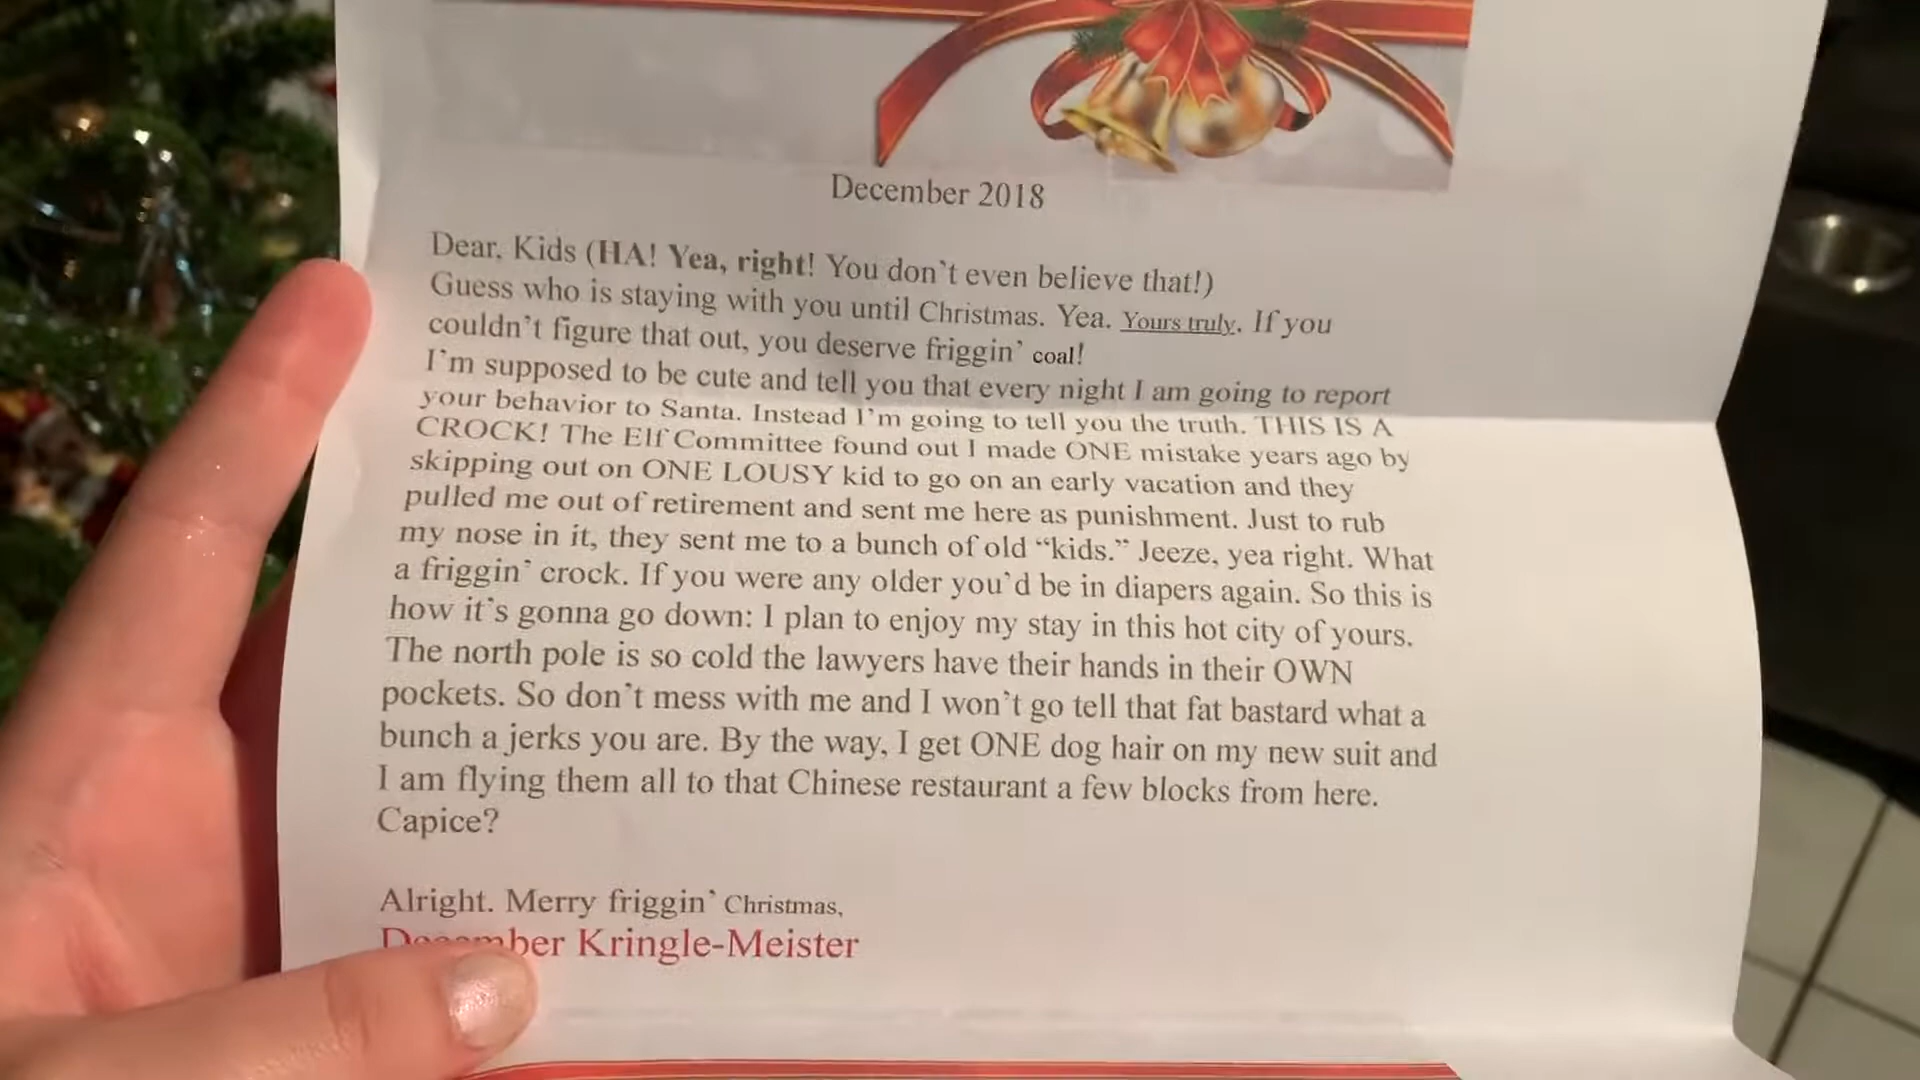 December 2018
Dear, Kids (HA! Yea, right! You don't even believe that!)
Guess who is staying with you until Christmas. Yea. Yours truly. If you
couldn't figure that out, you deserve friggin' coal!
I'm supposed to be cute and tell you that every night I am going to report
your behavior to Santa. Instead I'm going to tell you the truth. THIS IS A
CROCK! The Elf Committee found out I made ONE mistake years ago by
skipping out on ONE LOUSY kid to go on an early vacation and they
pulled me out of retirement and sent me here as punishment. Just to rub
my nose in it, they sent me to a bunch of old “kids.” Jeeze, yea right. What
a friggin' crock. If you were any older you'd be in diapers again. So this is
how it's gonna go down: I plan to enjoy my stay in this hot city of yours.
The north pole is so cold the lawyers have their hands in their OWN
pockets. So don't mess with me and I won't go tell that fat bastard what a
bunch a jerks you are. By the way, I get ONE dog hair on my new suit and
I am flying them all to that Chinese restaurant a few blocks from here.
Capice?
Alright. Merry friggin' Christmas,
December Kringle-Meister